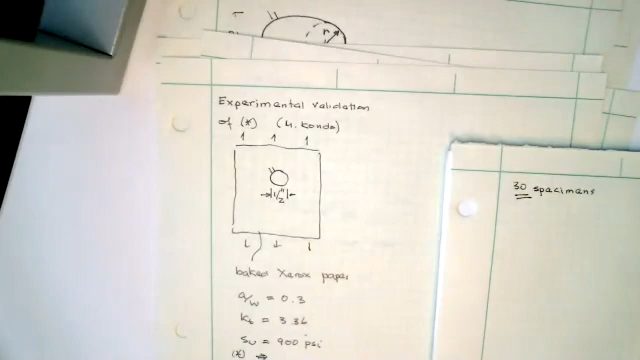 r
Experimental validation
of (*) (H. Kondo)
1/2"
baked Xerox paper
a/w = 0.3
kt = 3.36
Su = 900 psi
(*) ⇒
30 specimens